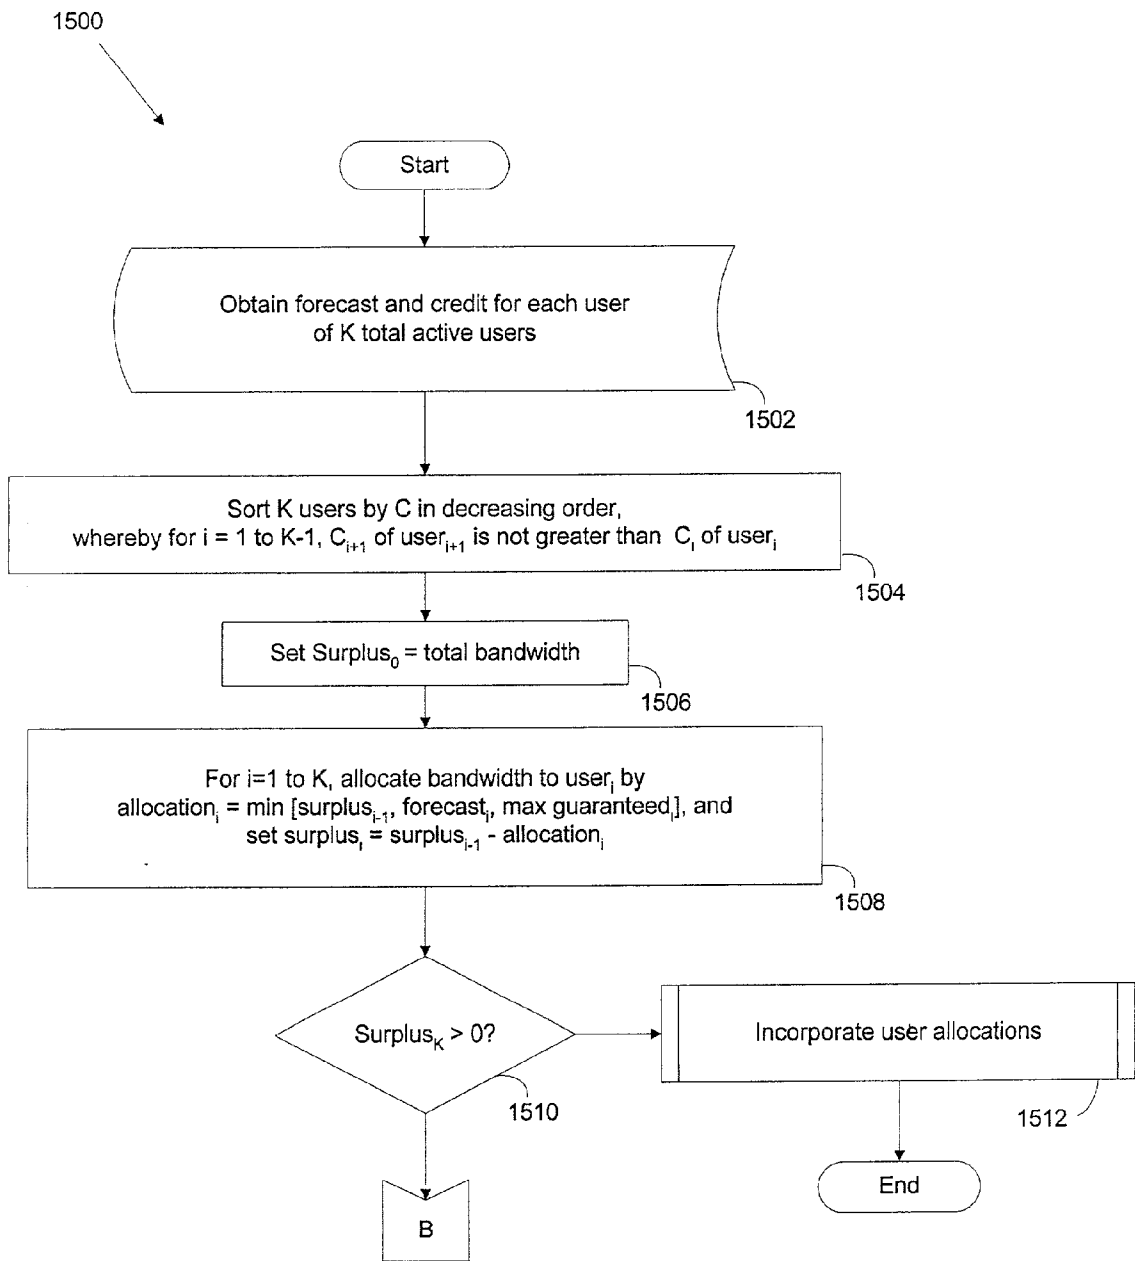 1500
Start
Obtain forecast and credit for each user
of K total active users
1502
Sort K users by C in decreasing order,
whereby for i = 1 to K-1, Cᵢ₊₁ of userᵢ₊₁ is not greater than Cᵢ of userᵢ
1504
Set Surplus₀ = total bandwidth
1506
For i=1 to K, allocate bandwidth to userᵢ by
allocationᵢ = min [surplusᵢ₋₁, forecastᵢ, max guaranteedᵢ], and
set surplusᵢ = surplusᵢ₋₁ - allocationᵢ
1508
Surplus_K > 0?
1510
Incorporate user allocations
1512
End
B